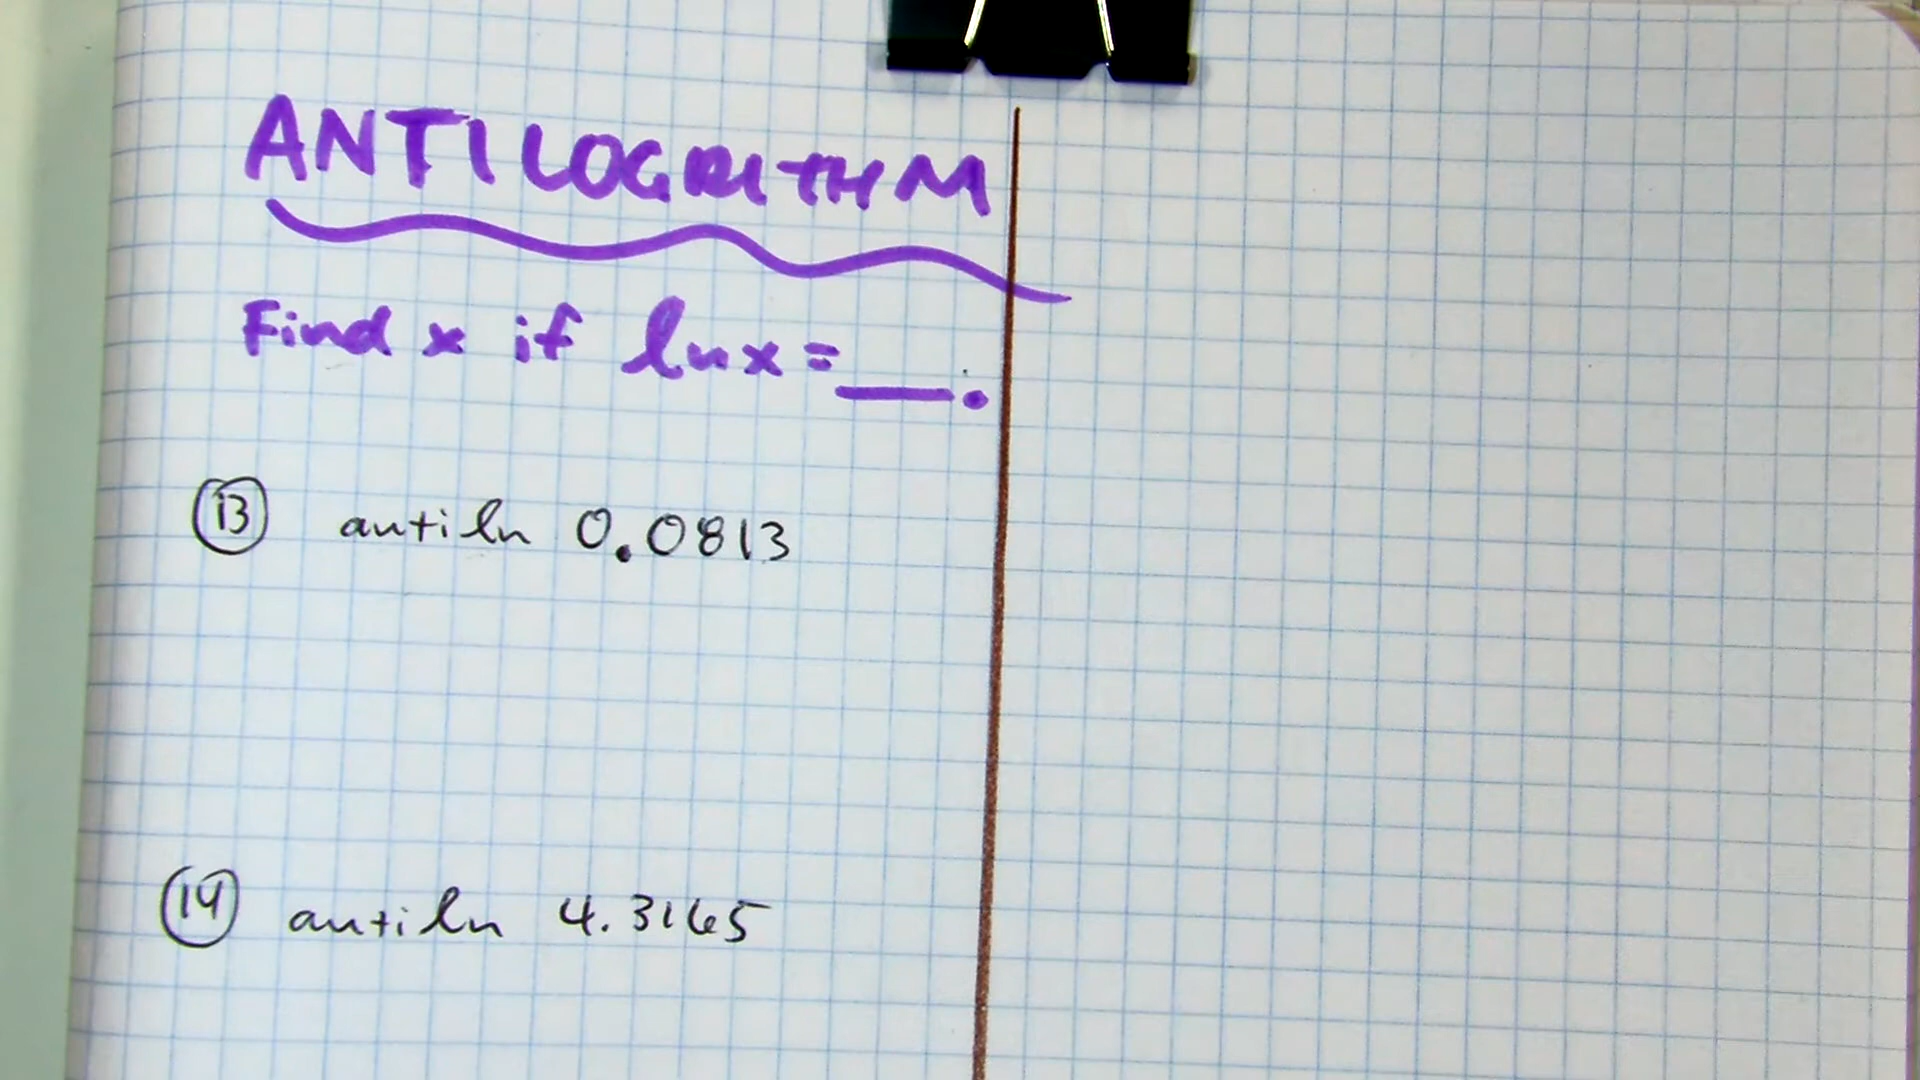 ANTILOGRITHM
Find x if ln x = ___.
13 antiln 0.0813
14 antiln 4.3165